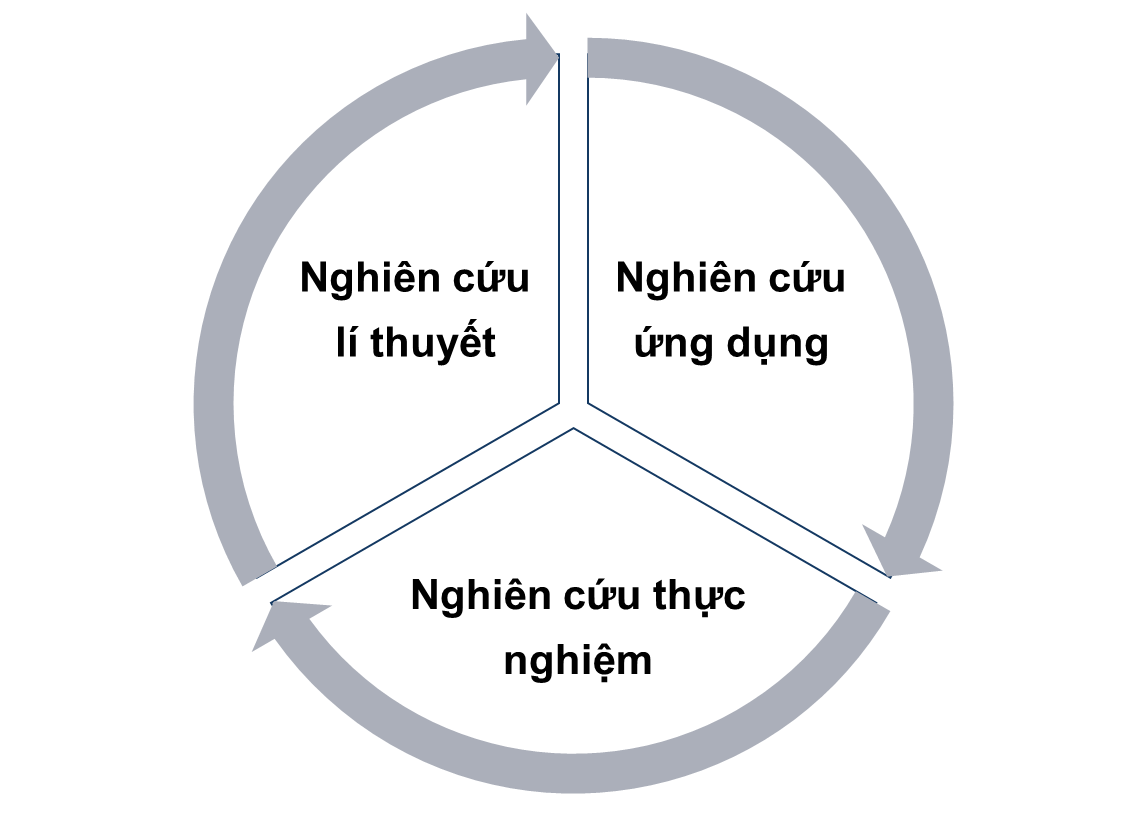 Nghiên cứu
lí thuyết
Nghiên cứu
ứng dụng
Nghiên cứu thực
nghiệm